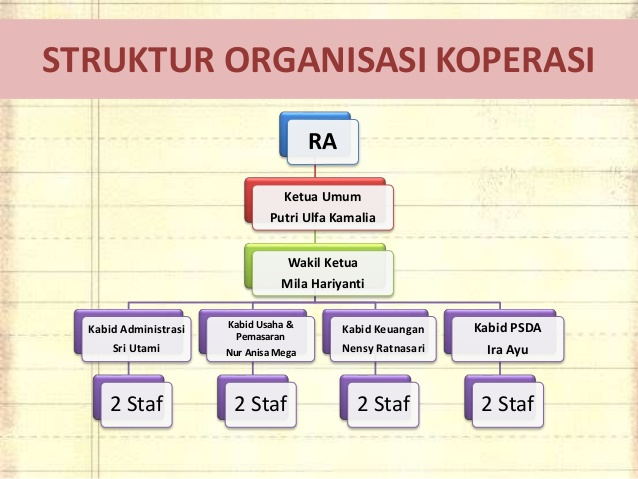 STRUKTUR ORGANISASI KOPERASI
RA
Ketua Umum
Putri Ulfa Kamalia
Wakil Ketua
Mila Hariyanti
Kabid Administrasi
Sri Utami
Kabid Usaha &
Pemasaran
Nur Anisa Mega
Kabid Keuangan
Nensy Ratnasari
Kabid PSDA
Ira Ayu
2 Staf
2 Staf
2 Staf
2 Staf